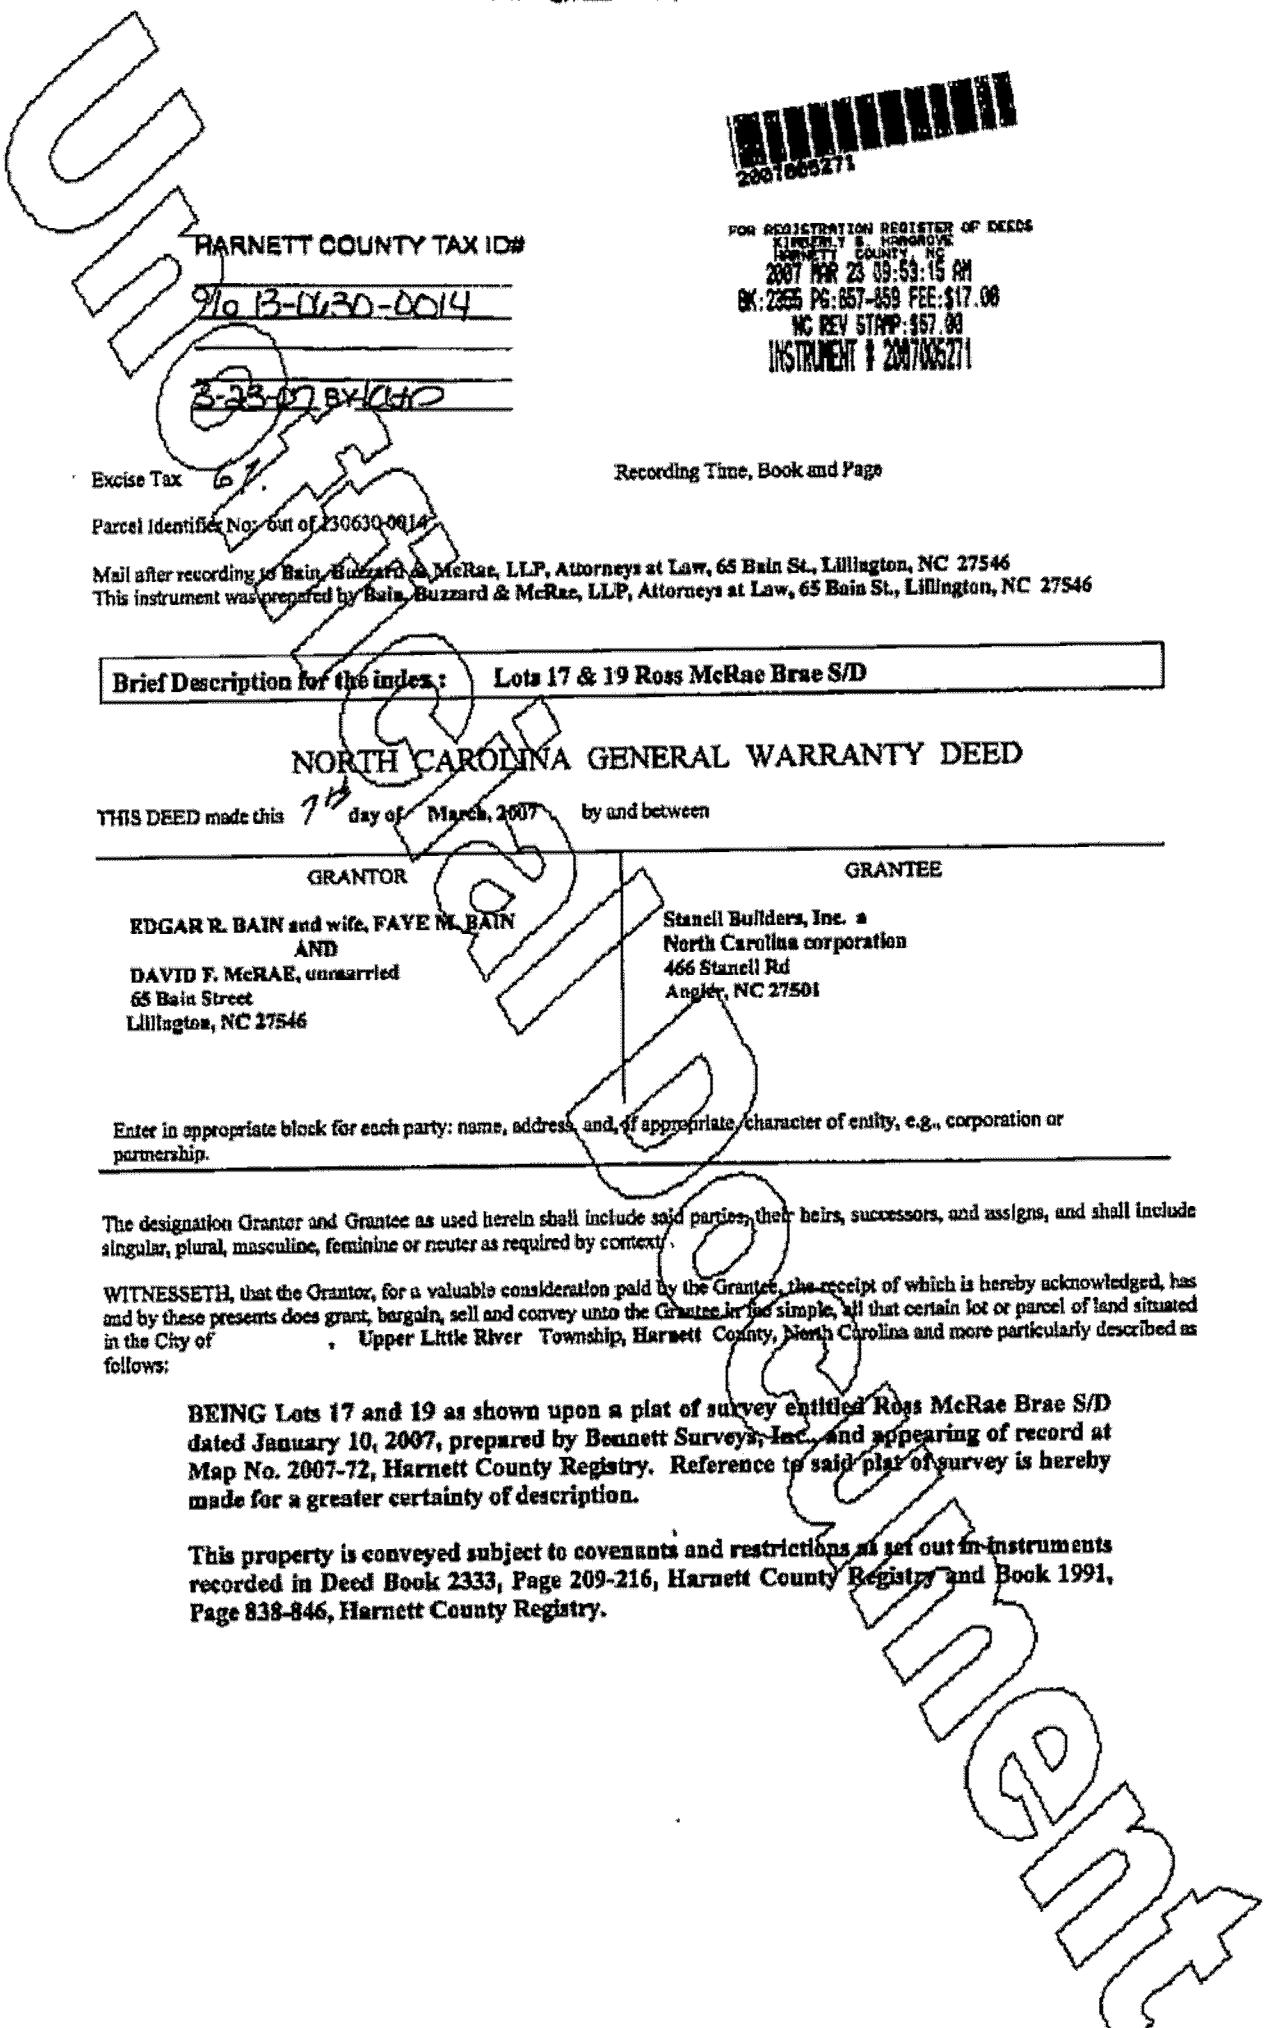 2007005271
HARNETT COUNTY TAX ID#
FOR REGISTRATION REGISTER OF DEEDS
KIMBERLY S. HARGROVE
HARNETT COUNTY, NC
2007 MAR 23 09:53:15 AM
% 13-0630-0014
BK:2355 PG:857-859 FEE:$17.00
NC REV STAMP:$67.00
INSTRUMENT # 2007005271
3-23-07 BY
Excise Tax 67.
Recording Time, Book and Page
Parcel Identifier No: out of 130630-0014
Mail after recording to Bain, Buzzard & McRae, LLP, Attorneys at Law, 65 Bain St., Lillington, NC 27546
This instrument was prepared by Bain, Buzzard & McRae, LLP, Attorneys at Law, 65 Bain St., Lillington, NC 27546
Brief Description for the index : Lots 17 & 19 Ross McRae Brae S/D
NORTH CAROLINA GENERAL WARRANTY DEED
THIS DEED made this 7th day of March, 2007 by and between
GRANTOR
GRANTEE
EDGAR R. BAIN and wife, FAYE M. BAIN
AND
DAVID F. McRAE, unmarried
65 Bain Street
Lillington, NC 27546
Stancil Builders, Inc. a
North Carolina corporation
466 Stancil Rd
Angier, NC 27501
Enter in appropriate block for each party: name, address, and, if appropriate, character of entity, e.g., corporation or
partnership.
The designation Grantor and Grantee as used herein shall include said parties, their heirs, successors, and assigns, and shall include
singular, plural, masculine, feminine or neuter as required by context.
WITNESSETH, that the Grantor, for a valuable consideration paid by the Grantee, the receipt of which is hereby acknowledged, has
and by these presents does grant, bargain, sell and convey unto the Grantee in fee simple, all that certain lot or parcel of land situated
in the City of , Upper Little River Township, Harnett County, North Carolina and more particularly described as
follows:
BEING Lots 17 and 19 as shown upon a plat of survey entitled Ross McRae Brae S/D
dated January 10, 2007, prepared by Bennett Surveys, Inc., and appearing of record at
Map No. 2007-72, Harnett County Registry. Reference to said plat of survey is hereby
made for a greater certainty of description.
This property is conveyed subject to covenants and restrictions as set out in instruments
recorded in Deed Book 2333, Page 209-216, Harnett County Registry and Book 1991,
Page 838-846, Harnett County Registry.
Unofficial Document